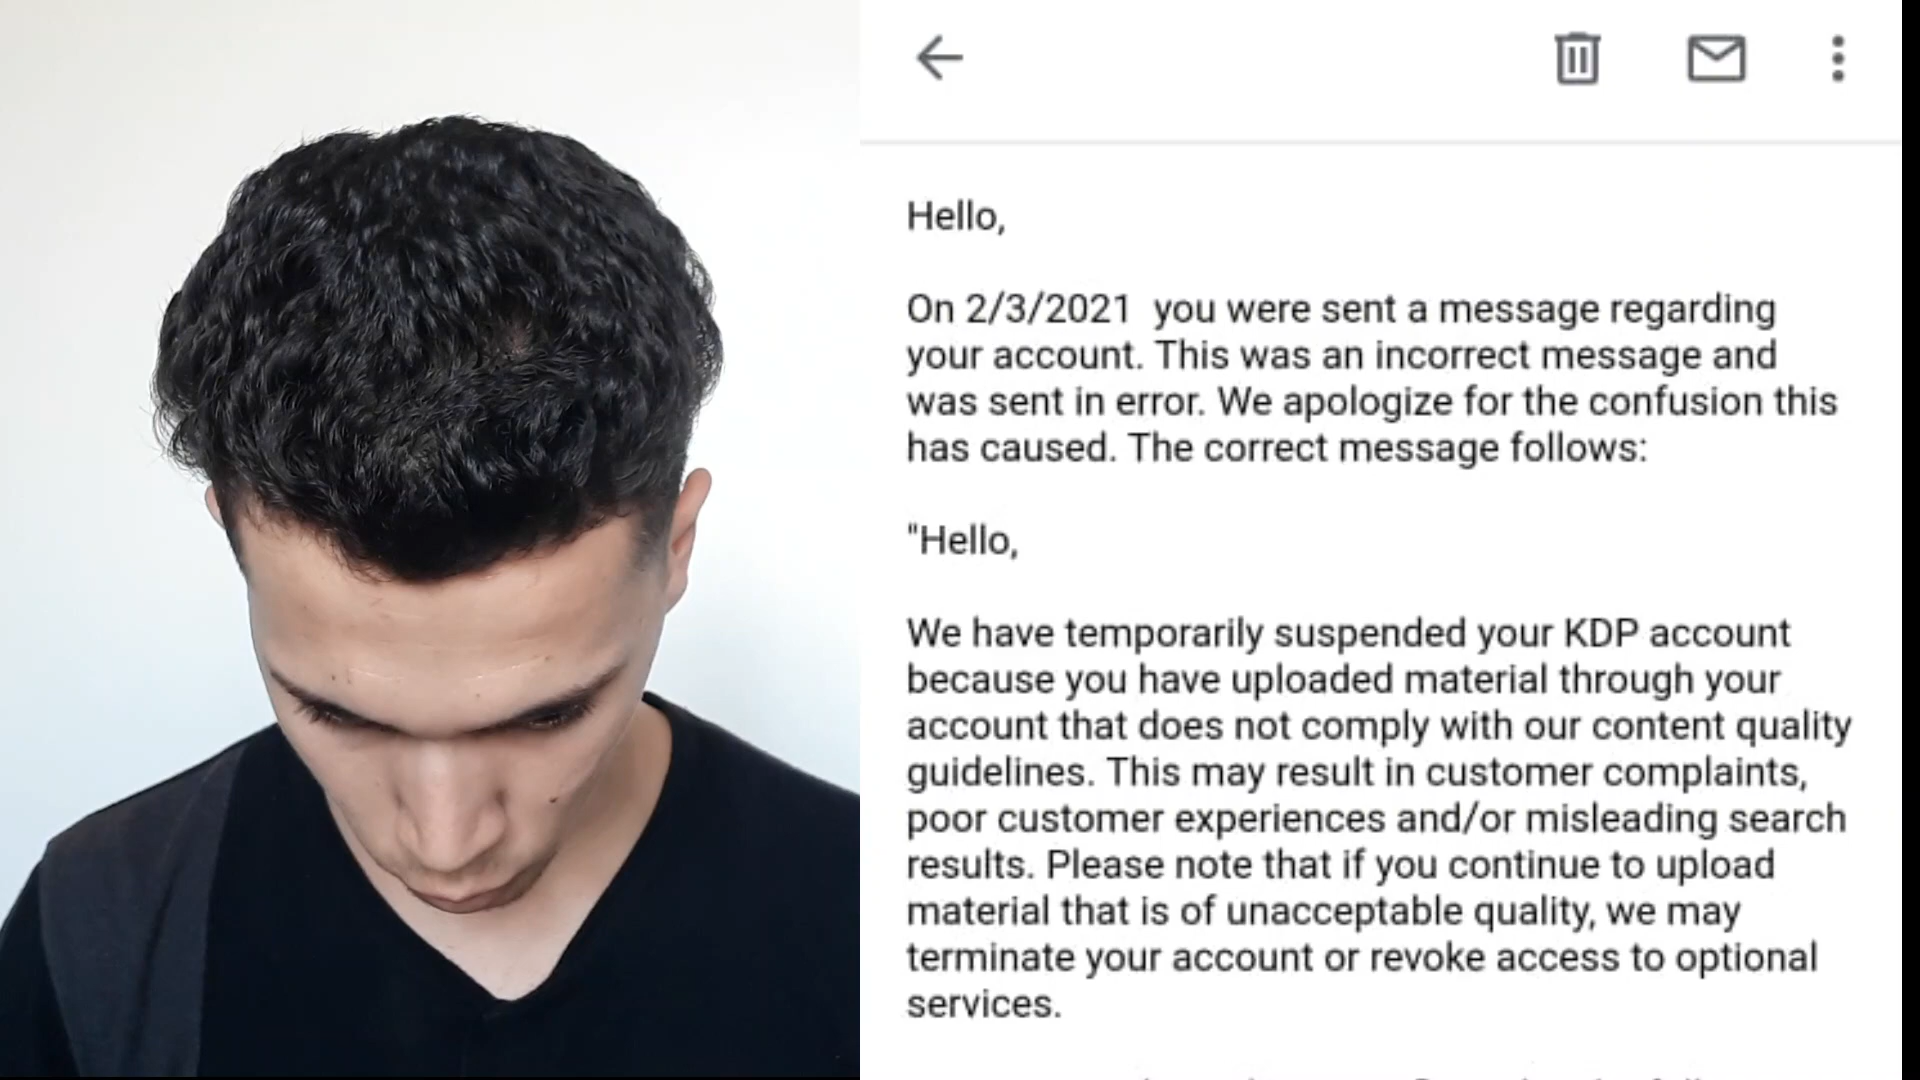 Hello,
On 2/3/2021 you were sent a message regarding
your account. This was an incorrect message and
was sent in error. We apologize for the confusion this
has caused. The correct message follows:
"Hello,
We have temporarily suspended your KDP account
because you have uploaded material through your
account that does not comply with our content quality
guidelines. This may result in customer complaints,
poor customer experiences and/or misleading search
results. Please note that if you continue to upload
material that is of unacceptable quality, we may
terminate your account or revoke access to optional
services.